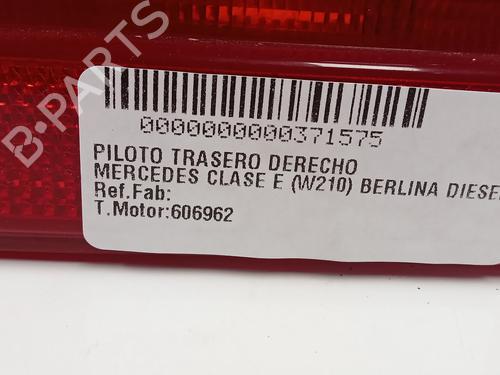 B-PARTS
0000000000371575
PILOTO TRASERO DERECHO
MERCEDES CLASE E (W210) BERLINA DIESE
Ref.Fab:
T.Motor:606962